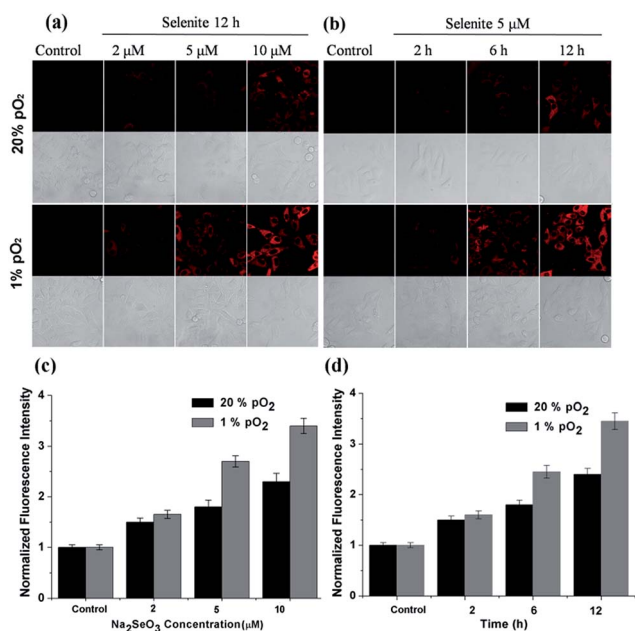 (a)
Selenite 12 h
Control 2 μM 5 μM 10 μM
(b)
Selenite 5 μM
Control 2 h 6 h 12 h
20% pO₂
1% pO₂
(c)
Normalized Fluorescence Intensity
4
3
2
1
0
20 % pO₂
1 % pO₂
Control 2 5 10
Na₂SeO₃ Concentration(μM)
(d)
Normalized Fluorescence Intensity
4
3
2
1
0
20 % pO₂
1 % pO₂
Control 2 6 12
Time (h)